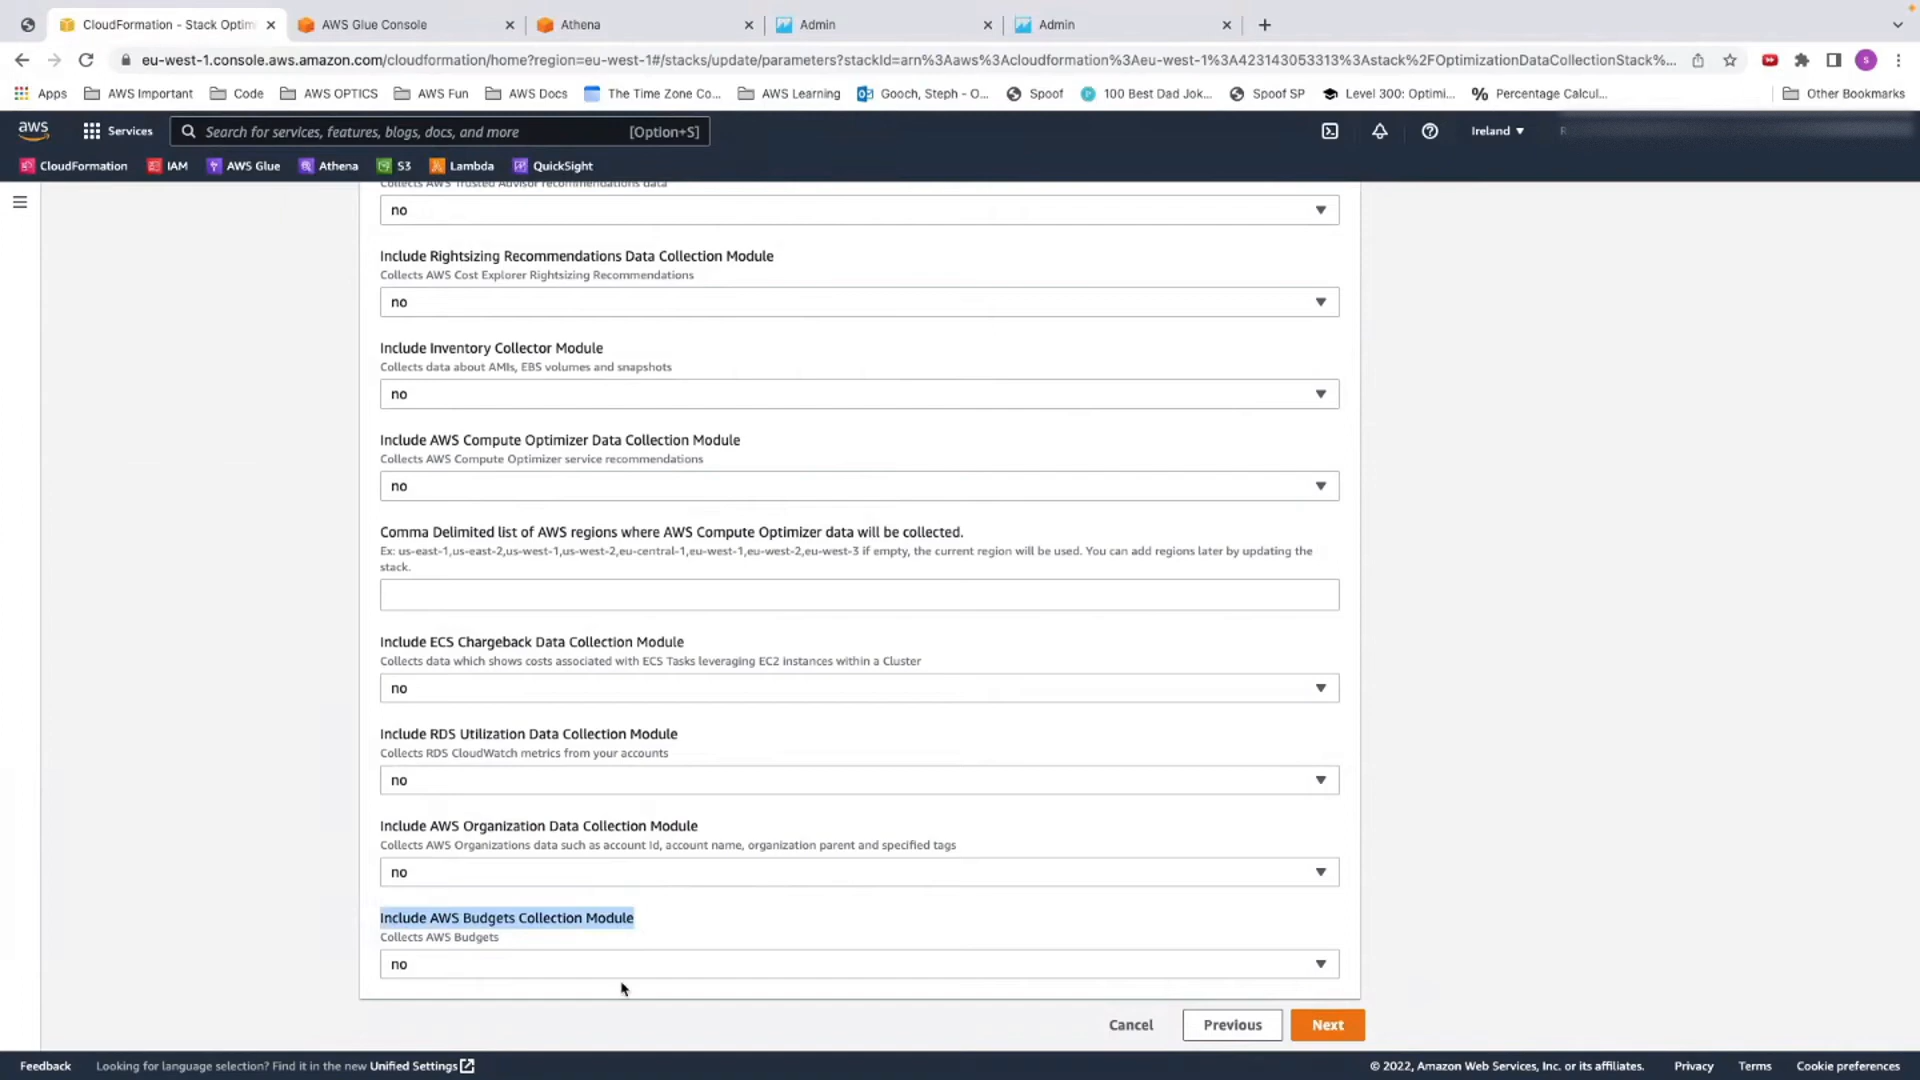 CloudFormation - Stack Optim
AWS Glue Console
Athena
Admin
Admin
eu-west-1.console.aws.amazon.com/cloudformation/home?region=eu-west-1#/stacks/update/parameters?stackId=arn%3Aaws%3Acloudformation%3Aeu-west-1%3A423143053313%3Astack%2FOptimizationDataCollectionStack%...
S
Apps
AWS Important
Code
AWS OPTICS
AWS Fun
AWS Docs
The Time Zone Co...
AWS Learning
Gooch, Steph - O...
Spoof
100 Best Dad Jok...
Spoof SP
Level 300: Optimi...
Percentage Calcul...
Other Bookmarks
aws
Services
Search for services, features, blogs, docs, and more
[Option+S]
Ireland
CloudFormation
IAM
AWS Glue
Athena
S3
Lambda
QuickSight
Collects AWS Trusted Advisor recommendations data
no
Include Rightsizing Recommendations Data Collection Module
Collects AWS Cost Explorer Rightsizing Recommendations
no
Include Inventory Collector Module
Collects data about AMIs, EBS volumes and snapshots
no
Include AWS Compute Optimizer Data Collection Module
Collects AWS Compute Optimizer service recommendations
no
Comma Delimited list of AWS regions where AWS Compute Optimizer data will be collected.
Ex: us-east-1,us-east-2,us-west-1,us-west-2,eu-central-1,eu-west-1,eu-west-2,eu-west-3 if empty, the current region will be used. You can add regions later by updating the
stack.
Include ECS Chargeback Data Collection Module
Collects data which shows costs associated with ECS Tasks leveraging EC2 instances within a Cluster
no
Include RDS Utilization Data Collection Module
Collects RDS CloudWatch metrics from your accounts
no
Include AWS Organization Data Collection Module
Collects AWS Organizations data such as account Id, account name, organization parent and specified tags
no
Include AWS Budgets Collection Module
Collects AWS Budgets
no
Cancel
Previous
Next
Feedback
Looking for language selection? Find it in the new Unified Settings
© 2022, Amazon Web Services, Inc. or its affiliates.
Privacy
Terms
Cookie preferences